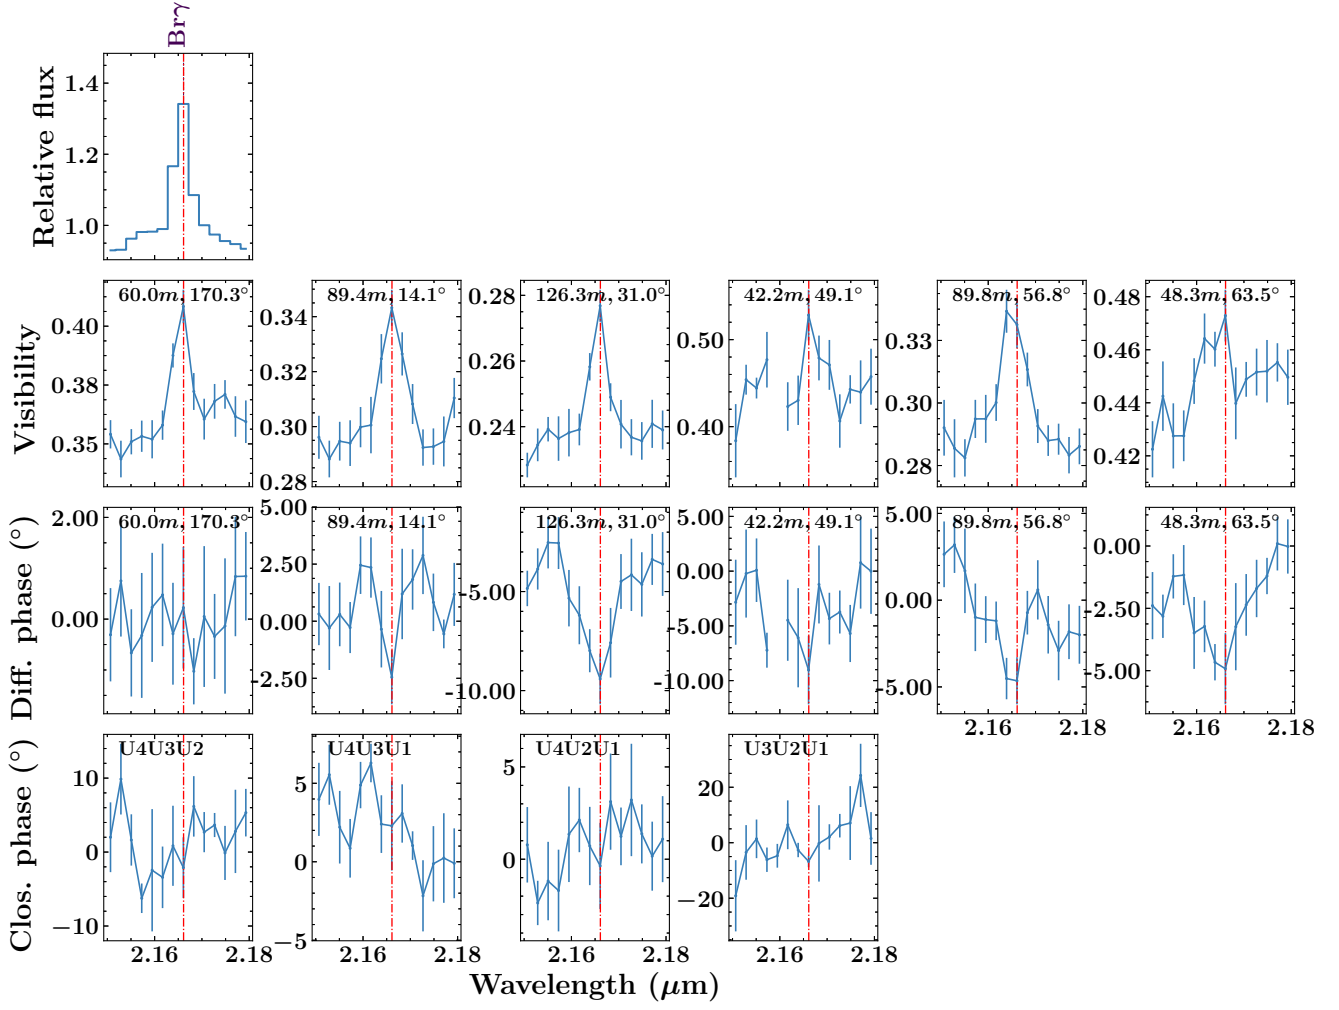 Brγ
Relative flux
1.4
1.2
1.0
Visibility
60.0m, 170.3°
0.40
0.38
0.35
89.4m, 14.1°
0.34
0.32
0.30
0.28
126.3m, 31.0°
0.28
0.26
0.24
42.2m, 49.1°
0.50
0.40
89.8m, 56.8°
0.33
0.30
0.28
48.3m, 63.5°
0.48
0.46
0.44
0.42
Diff. phase (°)
60.0m, 170.3°
2.00
0.00
89.4m, 14.1°
5.00
2.50
0.00
-2.50
126.3m, 31.0°
-5.00
-10.00
42.2m, 49.1°
5.00
0.00
-5.00
-10.00
89.8m, 56.8°
5.00
0.00
-5.00
2.16 2.18
48.3m, 63.5°
0.00
-2.50
-5.00
2.16 2.18
Clos. phase (°)
U4U3U2
10
0
−10
2.16 2.18
U4U3U1
5
0
−5
2.16 2.18
U4U2U1
5
0
2.16 2.18
U3U2U1
20
0
−20
2.16 2.18
Wavelength (μm)